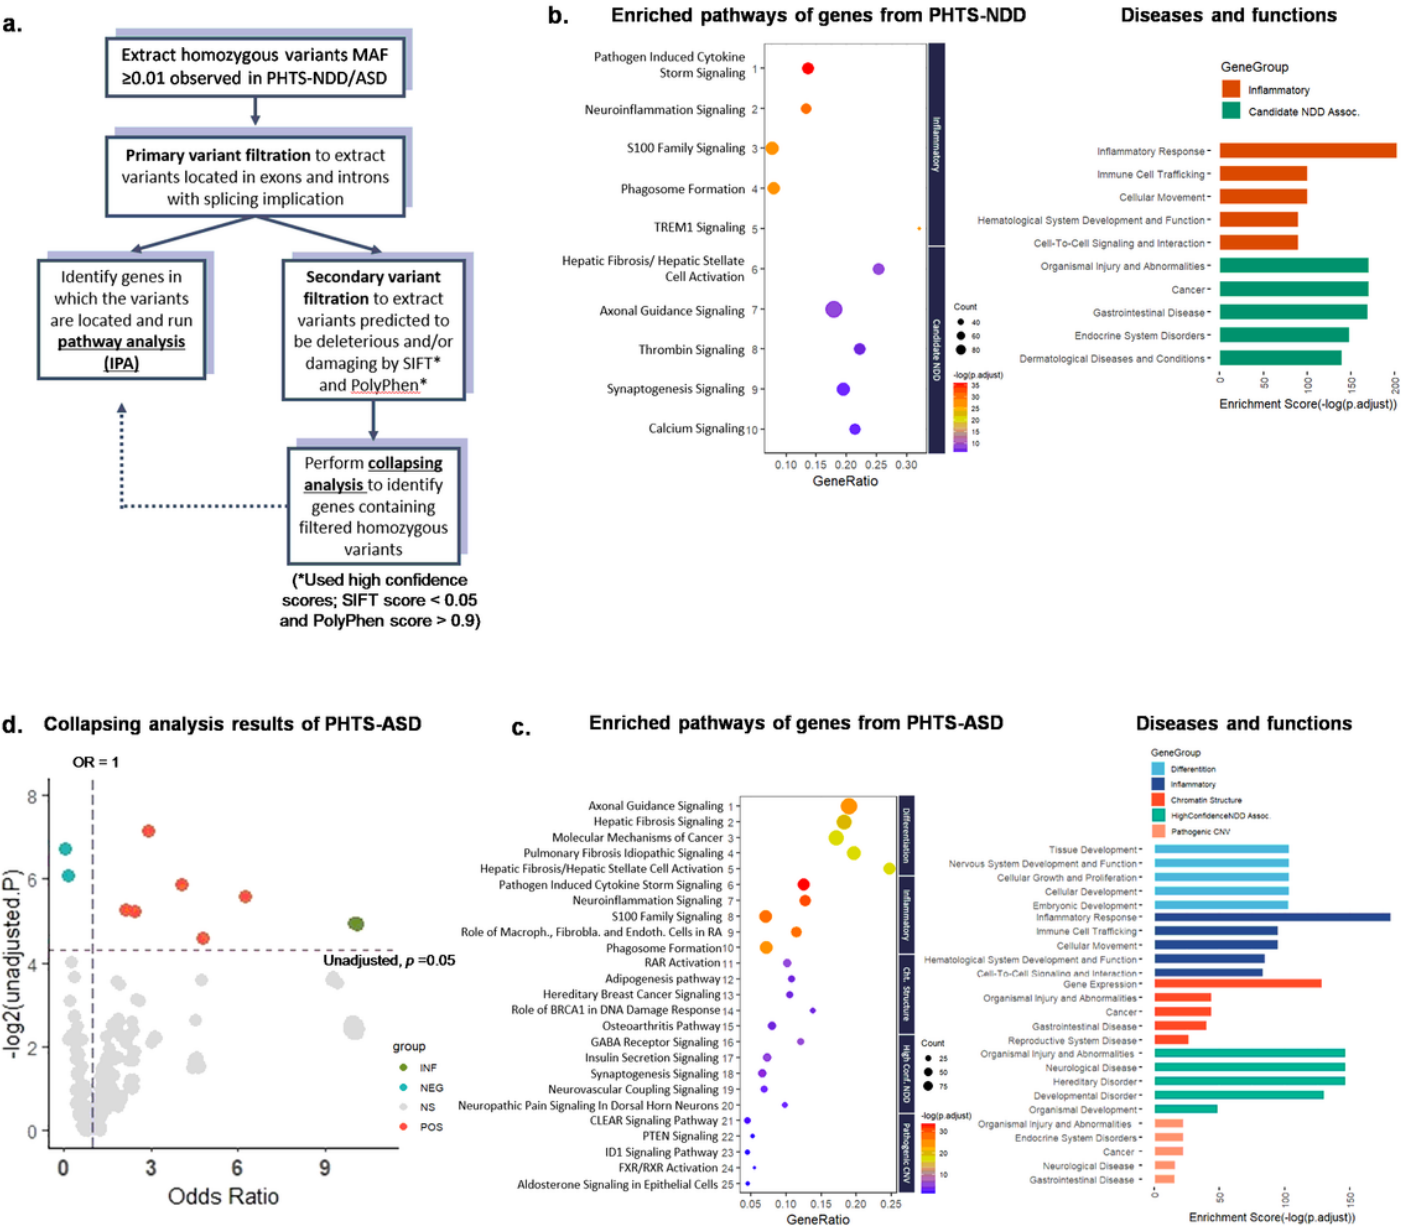 a.
Extract homozygous variants MAF
≥0.01 observed in PHTS-NDD/ASD
Primary variant filtration to extract
variants located in exons and introns
with splicing implication
Identify genes in
which the variants
are located and run
pathway analysis
(IPA)
Secondary variant
filtration to extract
variants predicted to
be deleterious and/or
damaging by SIFT*
and PolyPhen*
Perform collapsing
analysis to identify
genes containing
filtered homozygous
variants
(*Used high confidence
scores; SIFT score < 0.05
and PolyPhen score > 0.9)
b.
Enriched pathways of genes from PHTS-NDD
Pathogen Induced Cytokine
Storm Signaling 1
Neuroinflammation Signaling 2
S100 Family Signaling 3
Phagosome Formation 4
TREM1 Signaling 5
Hepatic Fibrosis/ Hepatic Stellate
Cell Activation 6
Axonal Guidance Signaling 7
Thrombin Signaling 8
Synaptogenesis Signaling 9
Calcium Signaling 10
Inflammatory
Candidate NDD
0.10 0.15 0.20 0.25 0.30
GeneRatio
Count
40
60
80
-log(p.adjust)
35
30
25
20
15
10
Diseases and functions
GeneGroup
Inflammatory
Candidate NDD Assoc.
Inflammatory Response
Immune Cell Trafficking
Cellular Movement
Hematological System Development and Function
Cell-To-Cell Signaling and Interaction
Organismal Injury and Abnormalities
Cancer
Gastrointestinal Disease
Endocrine System Disorders
Dermatological Diseases and Conditions
0 50 100 150 200
Enrichment Score(-log(p.adjust))
d.
Collapsing analysis results of PHTS-ASD
OR = 1
8
6
4
2
0
-log2(unadjusted.P)
Unadjusted, p =0.05
group
INF
NEG
NS
POS
0 3 6 9
Odds Ratio
c.
Enriched pathways of genes from PHTS-ASD
Axonal Guidance Signaling 1
Hepatic Fibrosis Signaling 2
Molecular Mechanisms of Cancer 3
Pulmonary Fibrosis Idiopathic Signaling 4
Hepatic Fibrosis/Hepatic Stellate Cell Activation 5
Pathogen Induced Cytokine Storm Signaling 6
Neuroinflammation Signaling 7
S100 Family Signaling 8
Role of Macroph., Fibrobla. and Endoth. Cells in RA 9
Phagosome Formation 10
RAR Activation 11
Adipogenesis pathway 12
Hereditary Breast Cancer Signaling 13
Role of BRCA1 in DNA Damage Response 14
Osteoarthritis Pathway 15
GABA Receptor Signaling 16
Insulin Secretion Signaling 17
Synaptogenesis Signaling 18
Neurovascular Coupling Signaling 19
Neuropathic Pain Signaling In Dorsal Horn Neurons 20
CLEAR Signaling Pathway 21
PTEN Signaling 22
ID1 Signaling Pathway 23
FXR/RXR Activation 24
Aldosterone Signaling in Epithelial Cells 25
Differentiation
Inflammatory
Cht. Structure
High Conf. NDD
Pathogenic CNV
0.05 0.10 0.15 0.20 0.25
GeneRatio
Count
25
50
75
-log(p.adjust)
30
20
10
Diseases and functions
GeneGroup
Differentition
Inflammatory
Chromatin Structure
HighConfidenceNDD Assoc.
Pathogenic CNV
Tissue Development
Nervous System Development and Function
Cellular Growth and Proliferation
Cellular Development
Embryonic Development
Inflammatory Response
Immune Cell Trafficking
Cellular Movement
Hematological System Development and Function
Cell-To-Cell Signaling and Interaction
Gene Expression
Organismal Injury and Abnormalities
Cancer
Gastrointestinal Disease
Reproductive System Disease
Organismal Injury and Abnormalities
Neurological Disease
Hereditary Disorder
Developmental Disorder
Organismal Development
Organismal Injury and Abnormalities
Endocrine System Disorders
Cancer
Neurological Disease
Gastrointestinal Disease
0 50 100 150
Enrichment Score(-log(p.adjust))